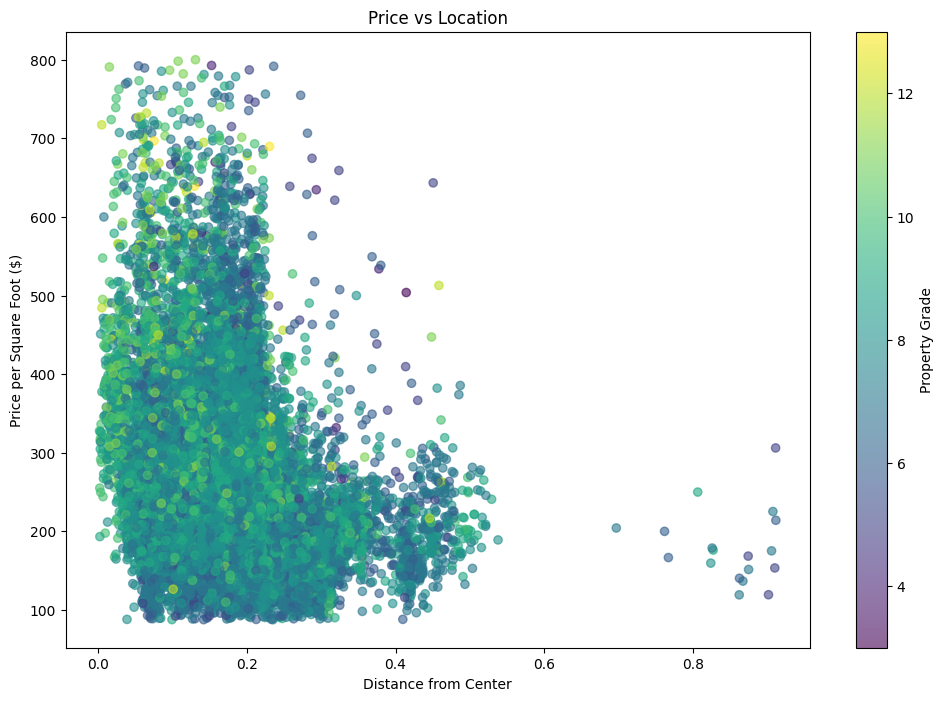 Price vs Location
800
700
600
500
400
300
200
100
Price per Square Foot ($)
0.0 0.2 0.4 0.6 0.8
Distance from Center
12
10
8
6
4
Property Grade